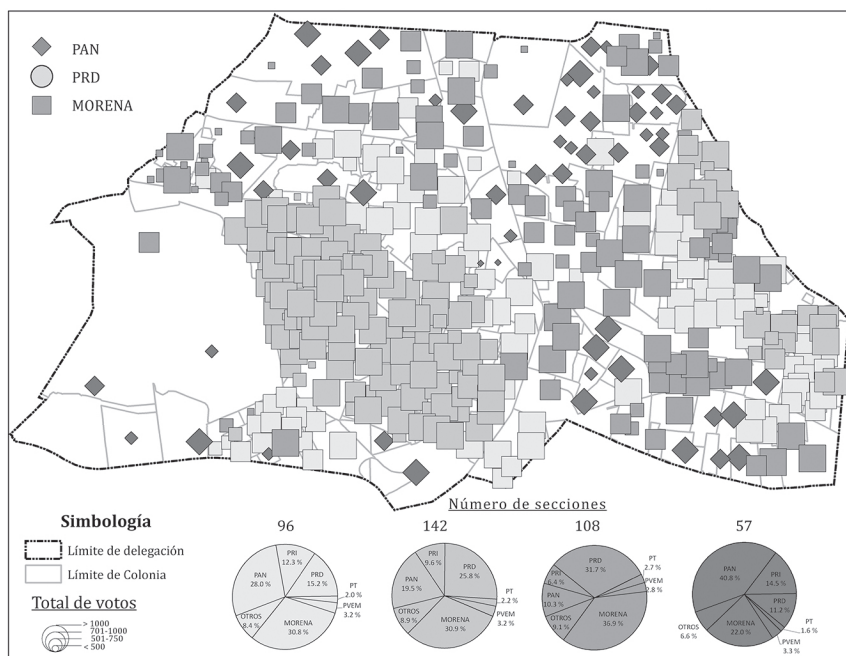 PAN
PRD
MORENA
Número de secciones
Simbología
96
142
108
57
Límite de delegación
Límite de Colonia
Total de votos
> 1000
701-1000
501-750
< 500
PRI
12.3 %
PRD
15.2 %
PT
2.0 %
PVEM
3.2 %
MORENA
30.8 %
OTROS
8.4 %
PAN
28.0 %
PRI
9.6 %
PRD
25.8 %
PT
2.2 %
PVEM
3.2 %
MORENA
30.9 %
OTROS
8.9 %
PAN
19.5 %
PRD
31.7 %
PT
2.7 %
PVEM
2.8 %
MORENA
36.9 %
OTROS
9.1 %
PAN
10.3 %
PRI
6.4 %
PAN
40.8 %
PRI
14.5 %
PRD
11.2 %
PT
1.6 %
PVEM
3.3 %
MORENA
22.0 %
OTROS
6.6 %